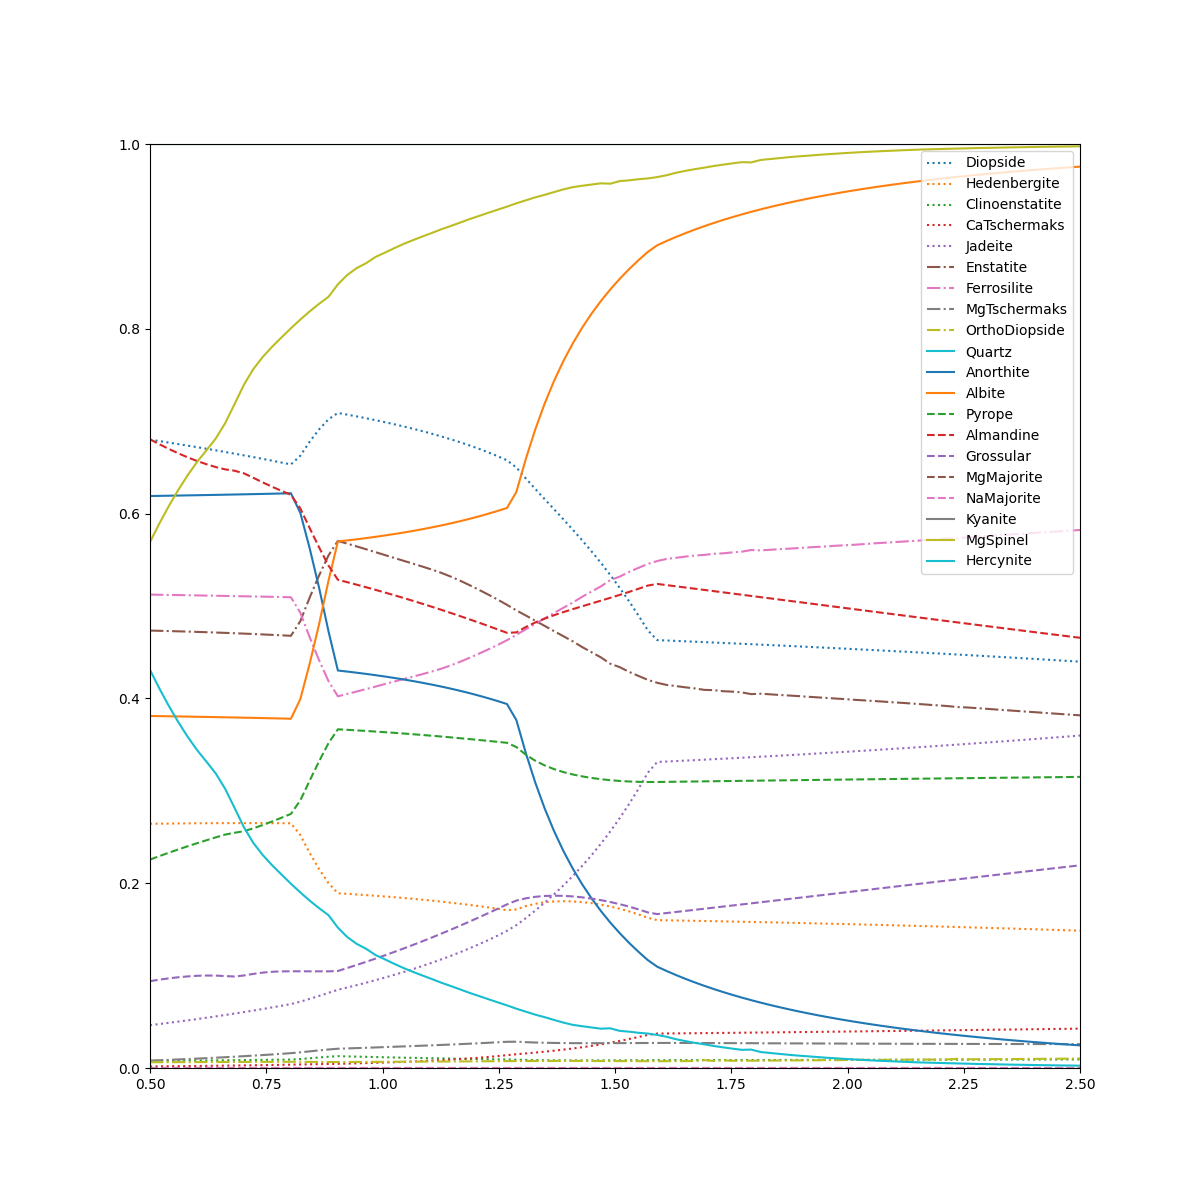 1.0
0.8
0.6
0.4
0.2
0.0
0.50 0.75 1.00 1.25 1.50 1.75 2.00 2.25 2.50
Diopside
Hedenbergite
Clinoenstatite
CaTschermaks
Jadeite
Enstatite
Ferrosilite
MgTschermaks
OrthoDiopside
Quartz
Anorthite
Albite
Pyrope
Almandine
Grossular
MgMajorite
NaMajorite
Kyanite
MgSpinel
Hercynite